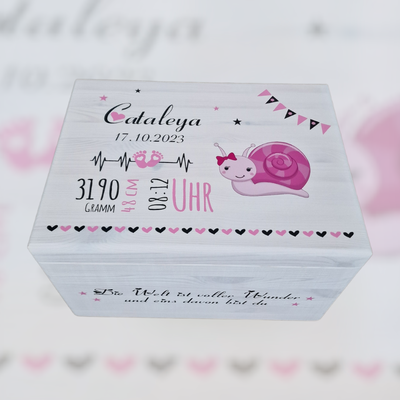 Cataleya
17.10.2023
3190
GRAMM
48 CM
08:12
UHR
Die Welt ist voller Wunder
und eins davon bist du